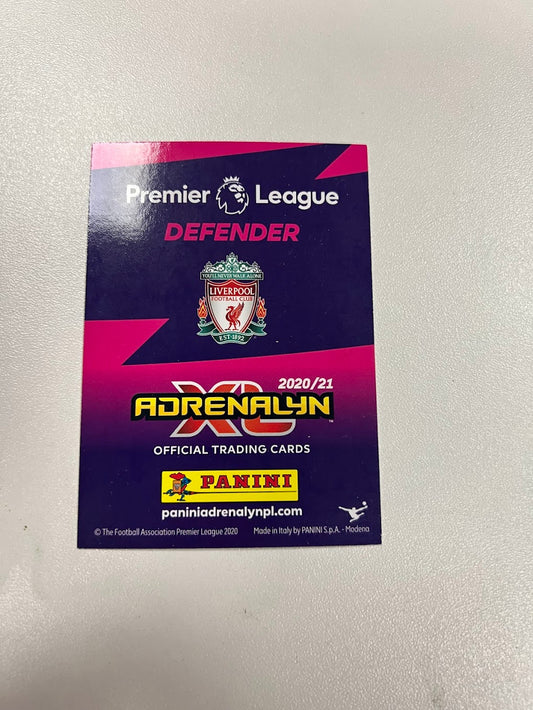 Premier League
DEFENDER
YOU'LL NEVER WALK ALONE
LIVERPOOL
FOOTBALL CLUB
EST·1892
2020/21
ADRENALYN XL™
OFFICIAL TRADING CARDS
PANINI
paniniadrenalynpl.com
© The Football Association Premier League 2020 Made in Italy by PANINI S.p.A. - Modena